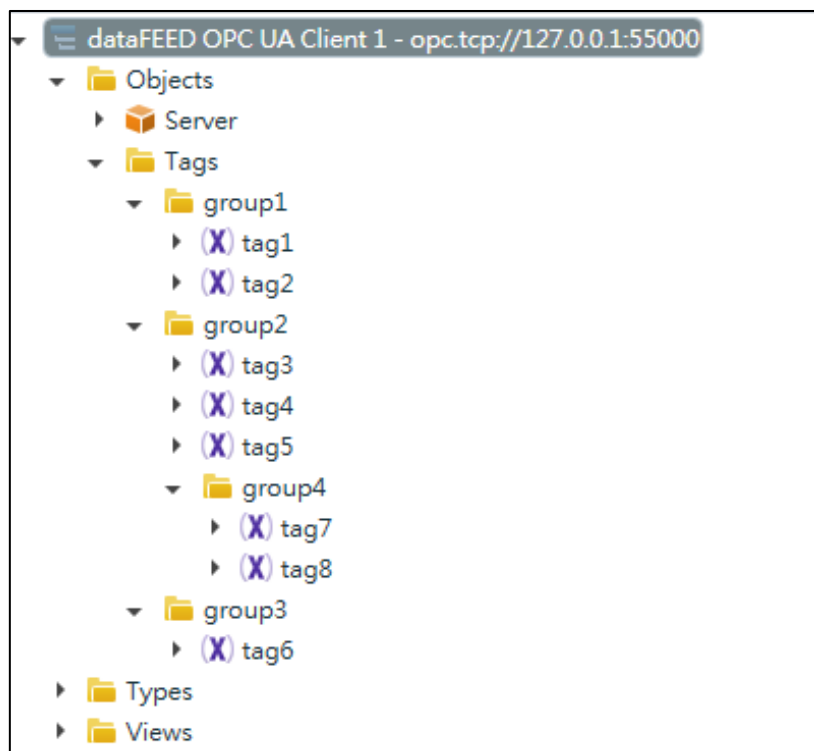 dataFEED OPC UA Client 1 - opc.tcp://127.0.0.1:55000
Objects
Server
Tags
group1
(X) tag1
(X) tag2
group2
(X) tag3
(X) tag4
(X) tag5
group4
(X) tag7
(X) tag8
group3
(X) tag6
Types
Views